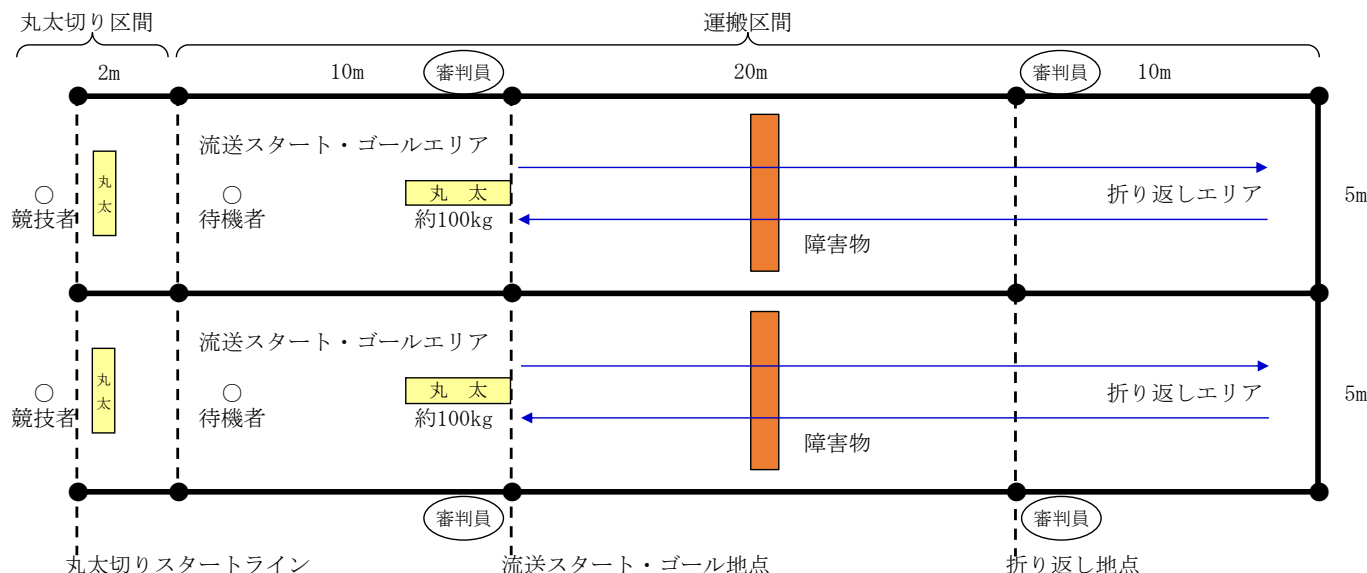 丸太切り区間
運搬区間
2m
10m
審判員
20m
審判員
10m
流送スタート・ゴールエリア
丸太
○
競技者
○
待機者
丸　太
約100kg
折り返しエリア
障害物
5m
流送スタート・ゴールエリア
丸太
○
競技者
○
待機者
丸　太
約100kg
折り返しエリア
障害物
5m
審判員
審判員
丸太切りスタートライン
流送スタート・ゴール地点
折り返し地点